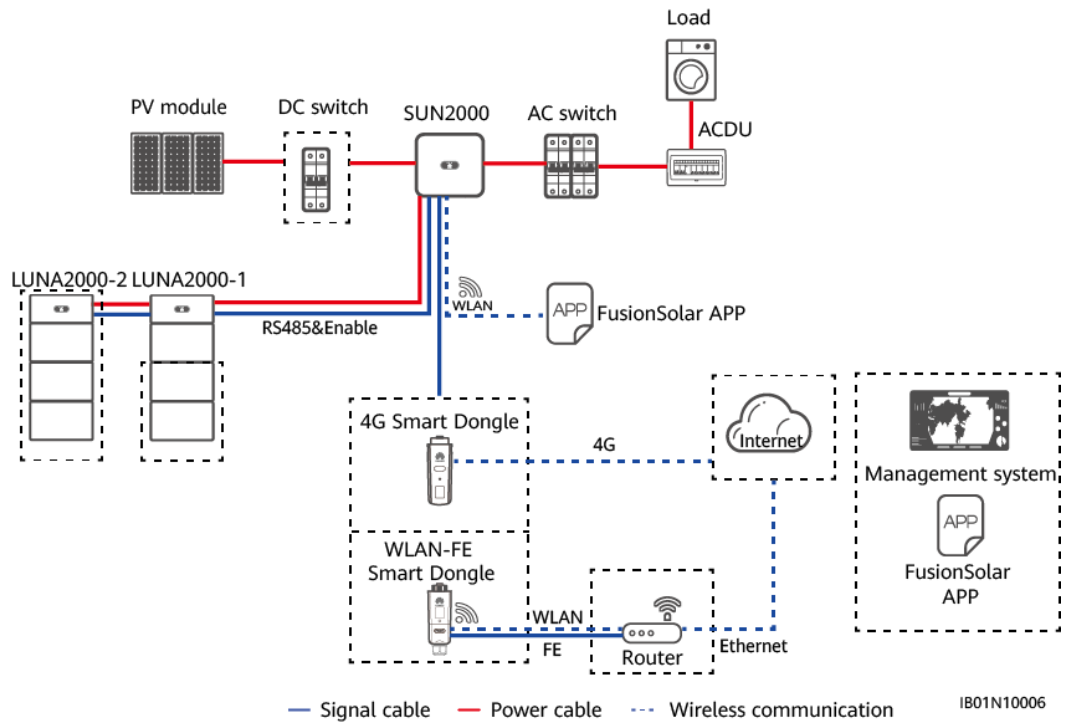 Load
PV module
DC switch
SUN2000
AC switch
ACDU
LUNA2000-2
LUNA2000-1
RS485&Enable
WLAN
APP
FusionSolar APP
4G Smart Dongle
4G
Internet
Management system
APP
FusionSolar
APP
WLAN-FE
Smart Dongle
WLAN
FE
Router
Ethernet
Signal cable
Power cable
Wireless communication
IB01N10006